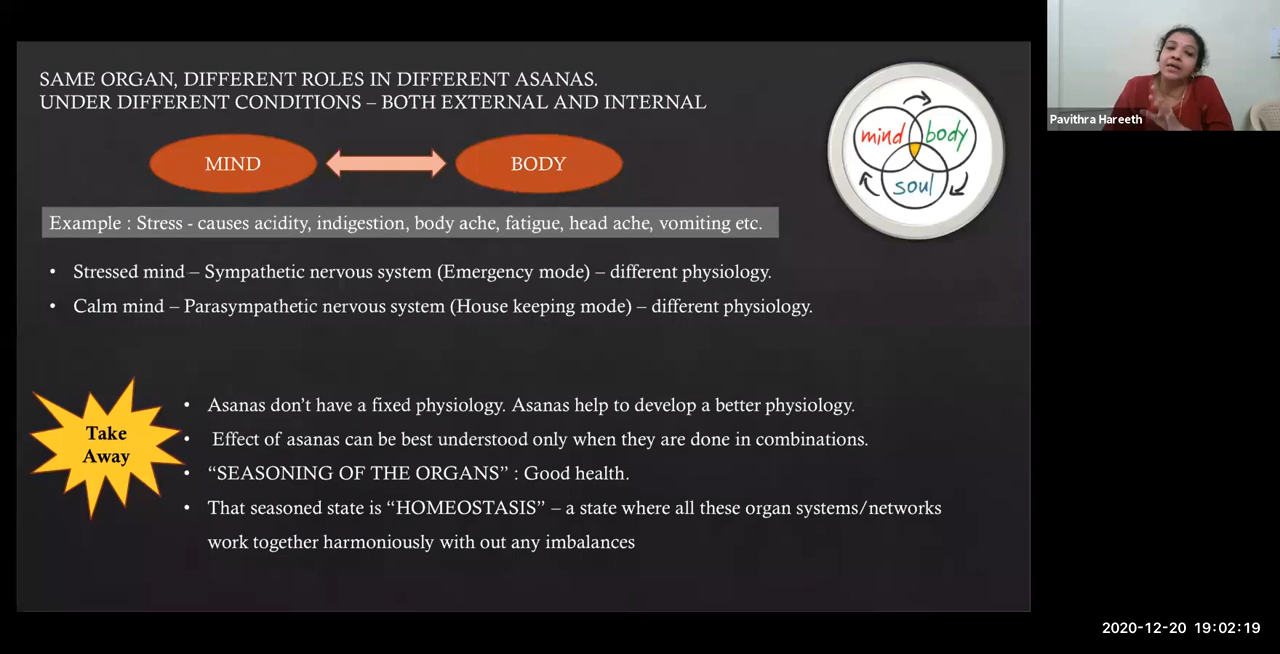 SAME ORGAN, DIFFERENT ROLES IN DIFFERENT ASANAS.
UNDER DIFFERENT CONDITIONS – BOTH EXTERNAL AND INTERNAL
MIND
BODY
mind
body
soul
Pavithra Hareeth
Example : Stress - causes acidity, indigestion, body ache, fatigue, head ache, vomiting etc.
• Stressed mind – Sympathetic nervous system (Emergency mode) – different physiology.
• Calm mind – Parasympathetic nervous system (House keeping mode) – different physiology.
Take
Away
• Asanas don’t have a fixed physiology. Asanas help to develop a better physiology.
• Effect of asanas can be best understood only when they are done in combinations.
• “SEASONING OF THE ORGANS” : Good health.
• That seasoned state is “HOMEOSTASIS” – a state where all these organ systems/networks
work together harmoniously with out any imbalances
2020-12-20 19:02:19